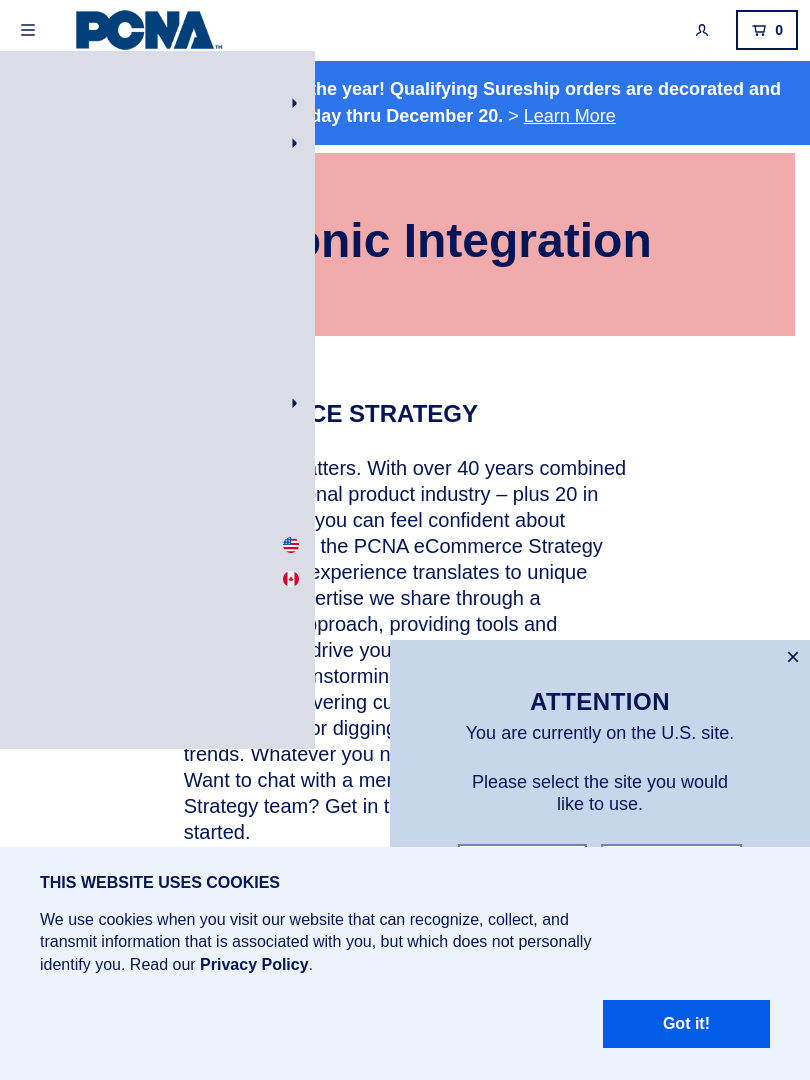 PCNA™
0
the year! Qualifying Sureship orders are decorated and
day thru December 20. > Learn More
onic Integration
CE STRATEGY
atters. With over 40 years combined
onal product industry – plus 20 in
you can feel confident about
the PCNA eCommerce Strategy
experience translates to unique
ertise we share through a
pproach, providing tools and
drive you
nstorming
vering cu
or digging
trends. Whatever you n
Want to chat with a mer
Strategy team? Get in t
started.
×
ATTENTION
You are currently on the U.S. site.
Please select the site you would
like to use.
THIS WEBSITE USES COOKIES
We use cookies when you visit our website that can recognize, collect, and
transmit information that is associated with you, but which does not personally
identify you. Read our Privacy Policy.
Got it!